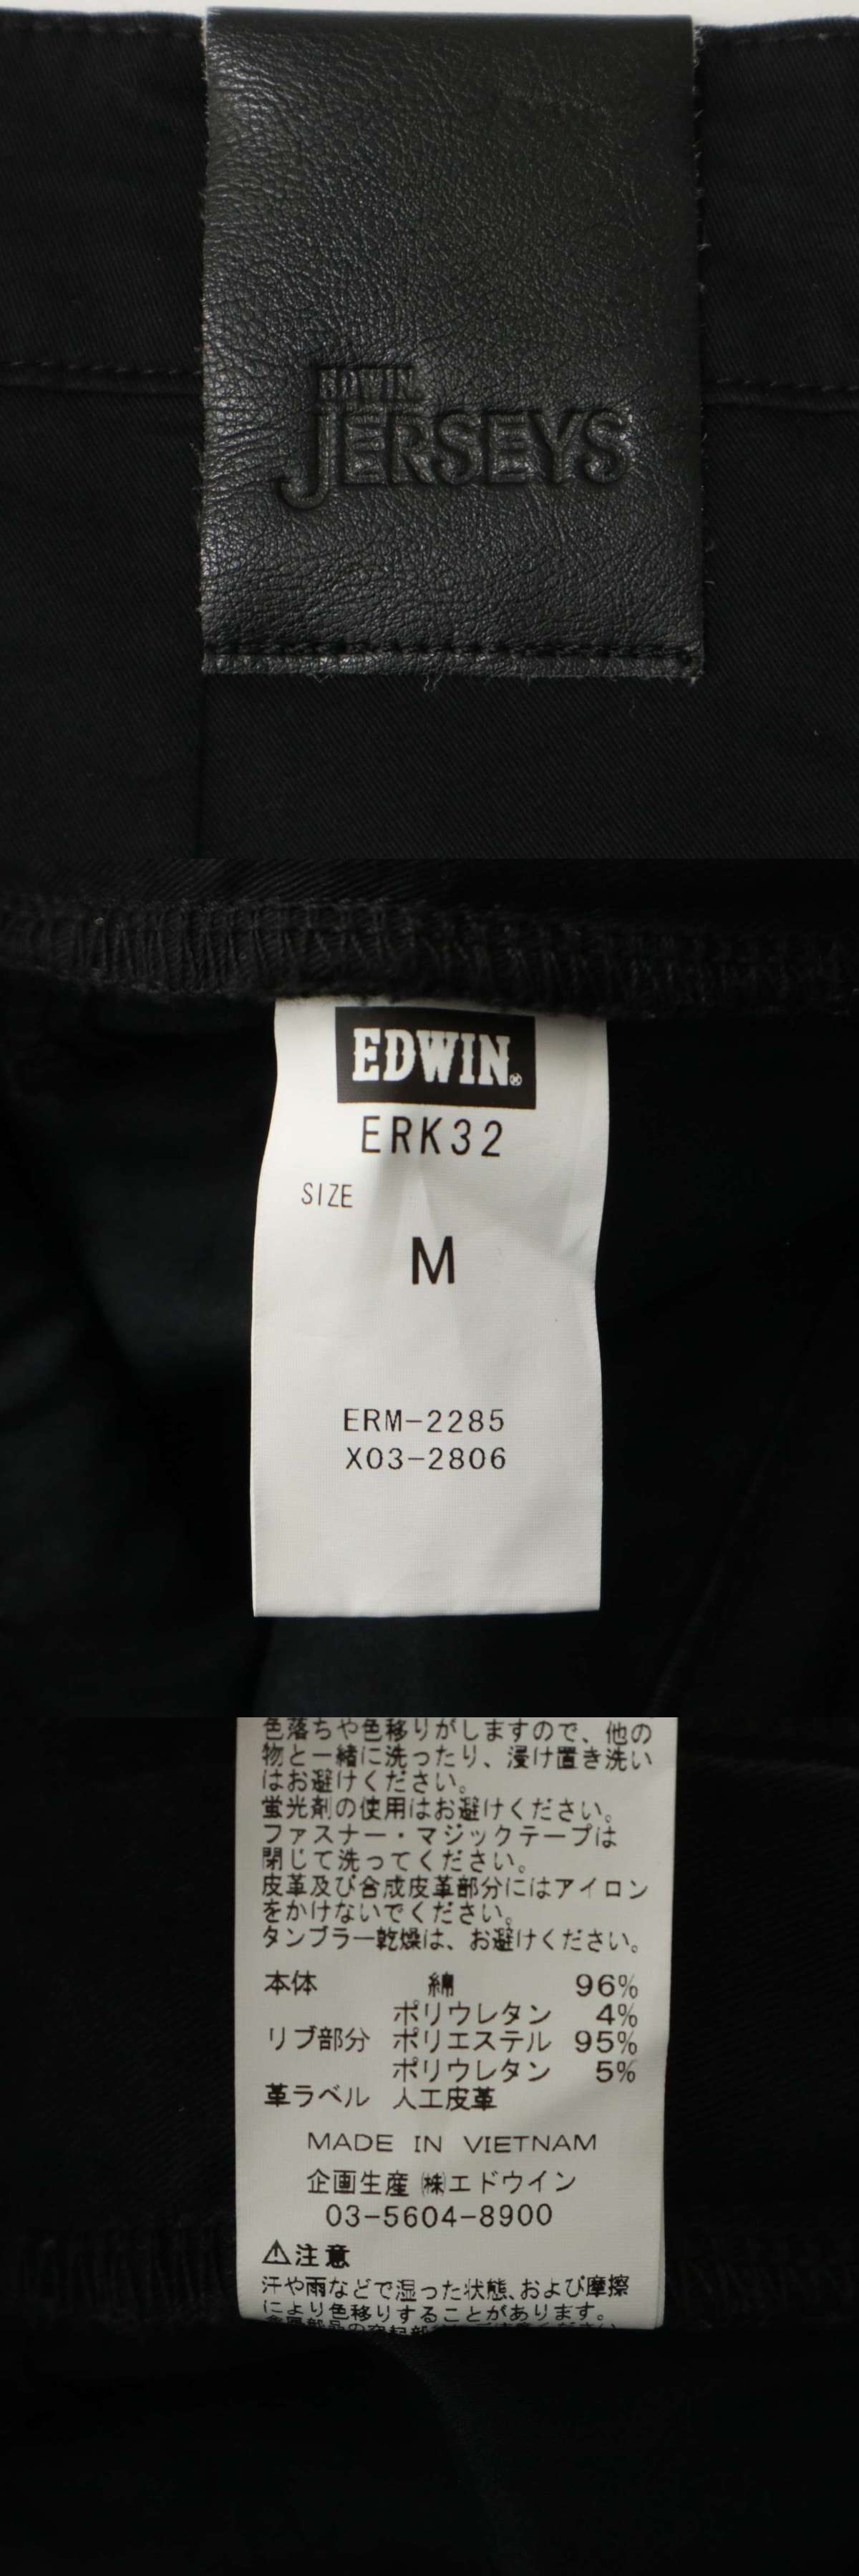 EDWIN.
JERSEYS
EDWIN®
ERK32
SIZE
M
ERM-2285
X03-2806
色落ちや色移りがしますので、他の
物と一緒に洗ったり、浸け置き洗い
はお避けください。
蛍光剤の使用はお避けください。
ファスナー・マジックテープは
閉じて洗ってください。
皮革及び合成皮革部分にはアイロン
をかけないでください。
タンブラー乾燥は、お避けください。
本体 綿 96%
ポリウレタン 4%
リブ部分 ポリエステル 95%
ポリウレタン 5%
革ラベル 人工皮革
MADE IN VIETNAM
企画生産 ㈱エドウイン
03-5604-8900
⚠注意
汗や雨などで湿った状態、および摩擦
により色移りすることがあります。